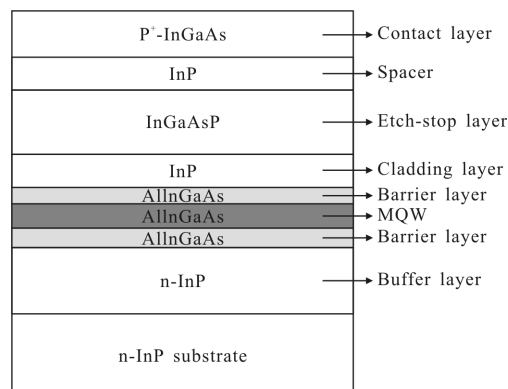 P⁺-InGaAs → Contact layer
InP → Spacer
InGaAsP → Etch-stop layer
InP → Cladding layer
AlInGaAs → Barrier layer
AlInGaAs → MQW
AlInGaAs → Barrier layer
n-InP → Buffer layer
n-InP substrate